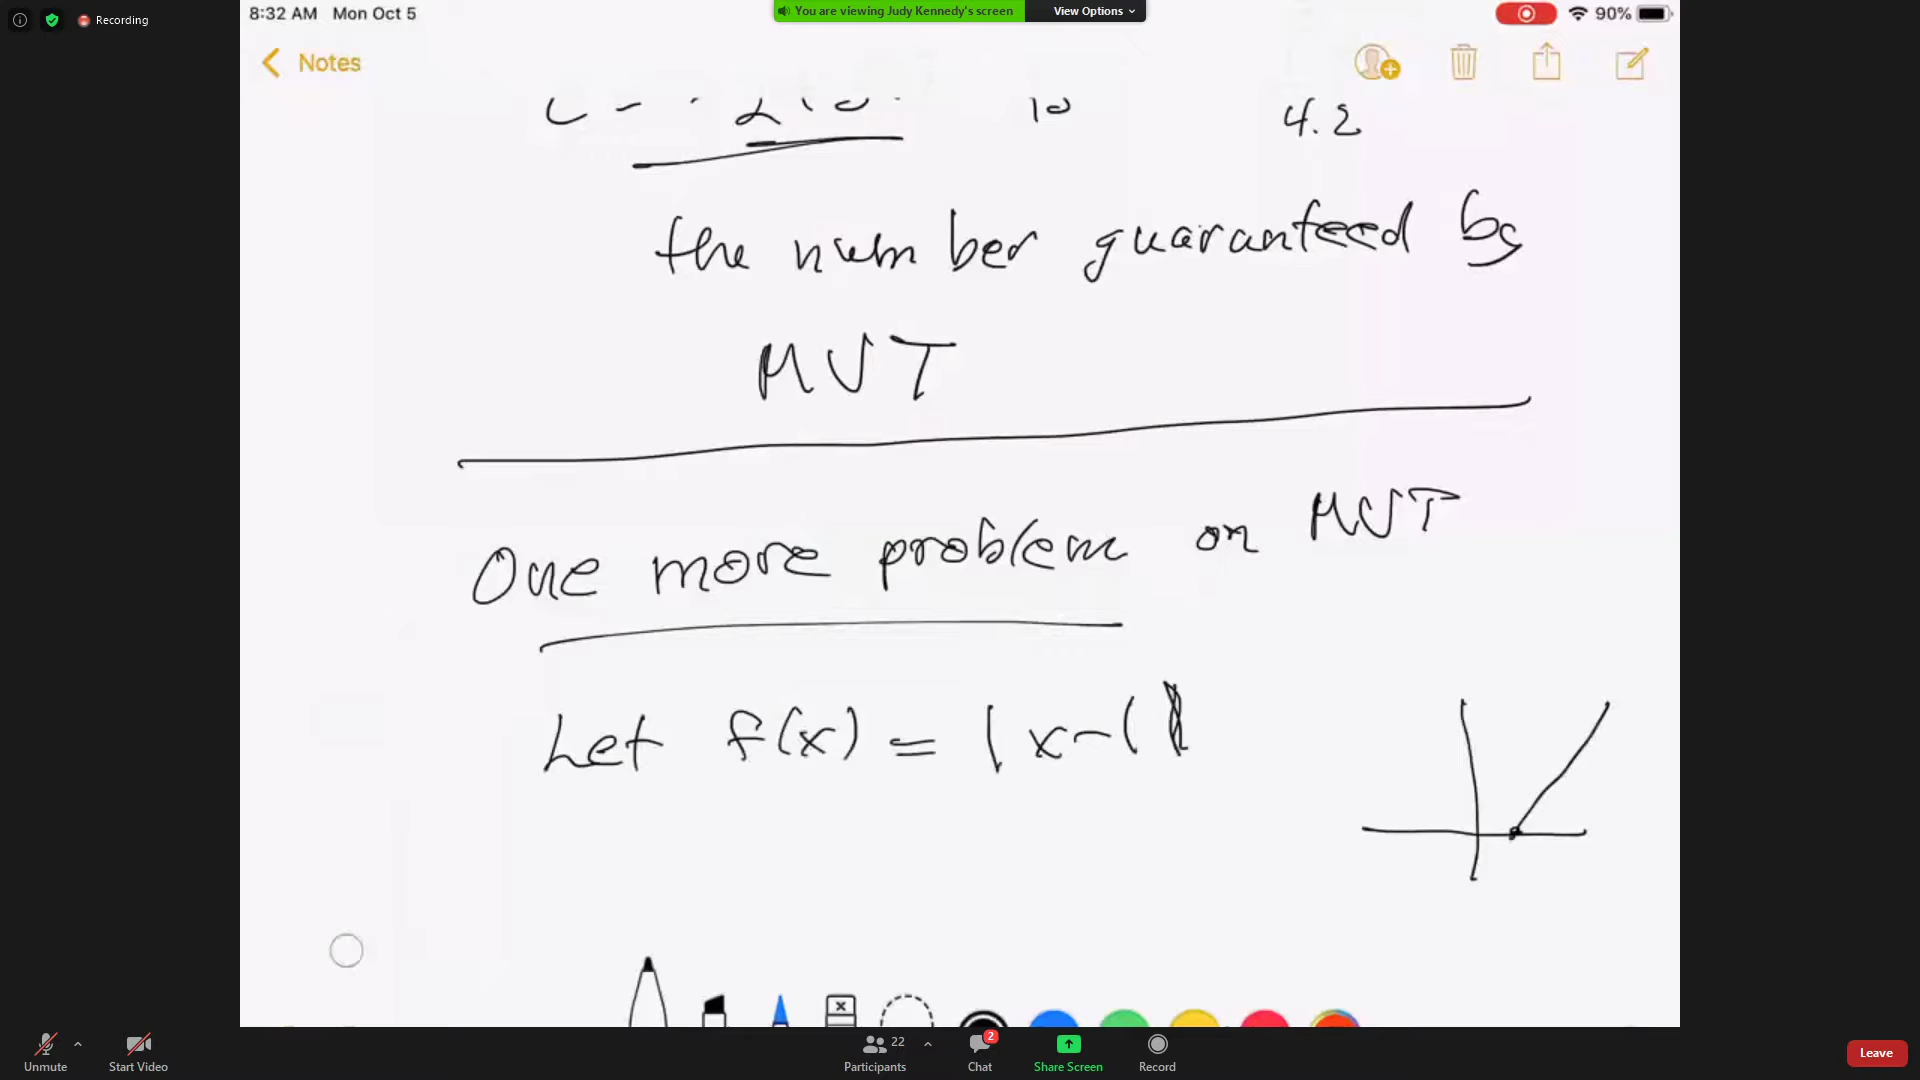 8:32 AM Mon Oct 5
Recording
You are viewing Judy Kennedy's screen
View Options
90%
Notes
10 4.2
the number guaranteed by
MVT
One more problem on MVT
Let f(x) = |x-1|
Unmute
Start Video
22
Participants
2
Chat
Share Screen
Record
Leave